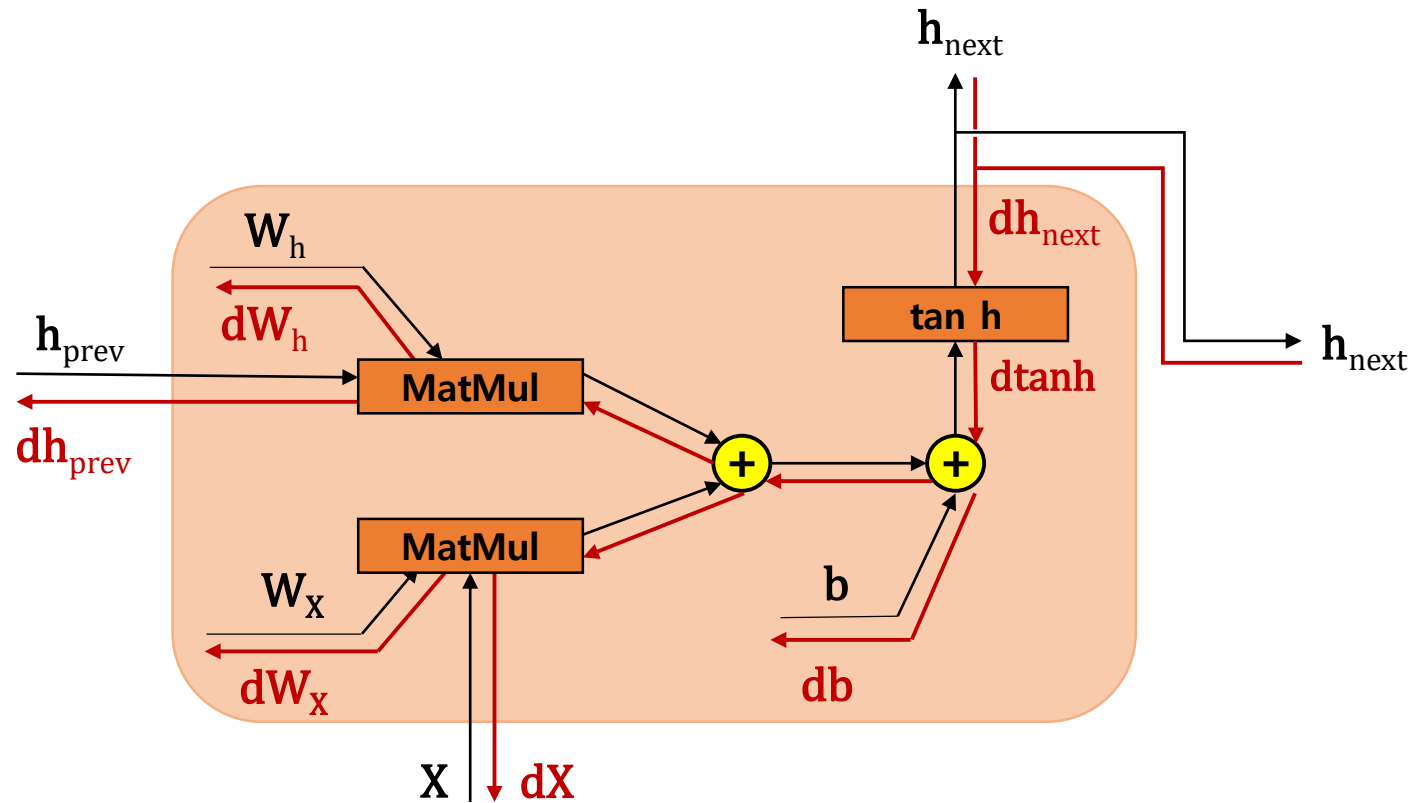 h_next
dh_next
W_h
dW_h
tan h
h_prev
h_next
MatMul
dtanh
dh_prev
+
+
MatMul
W_X
b
dW_X
db
X
dX